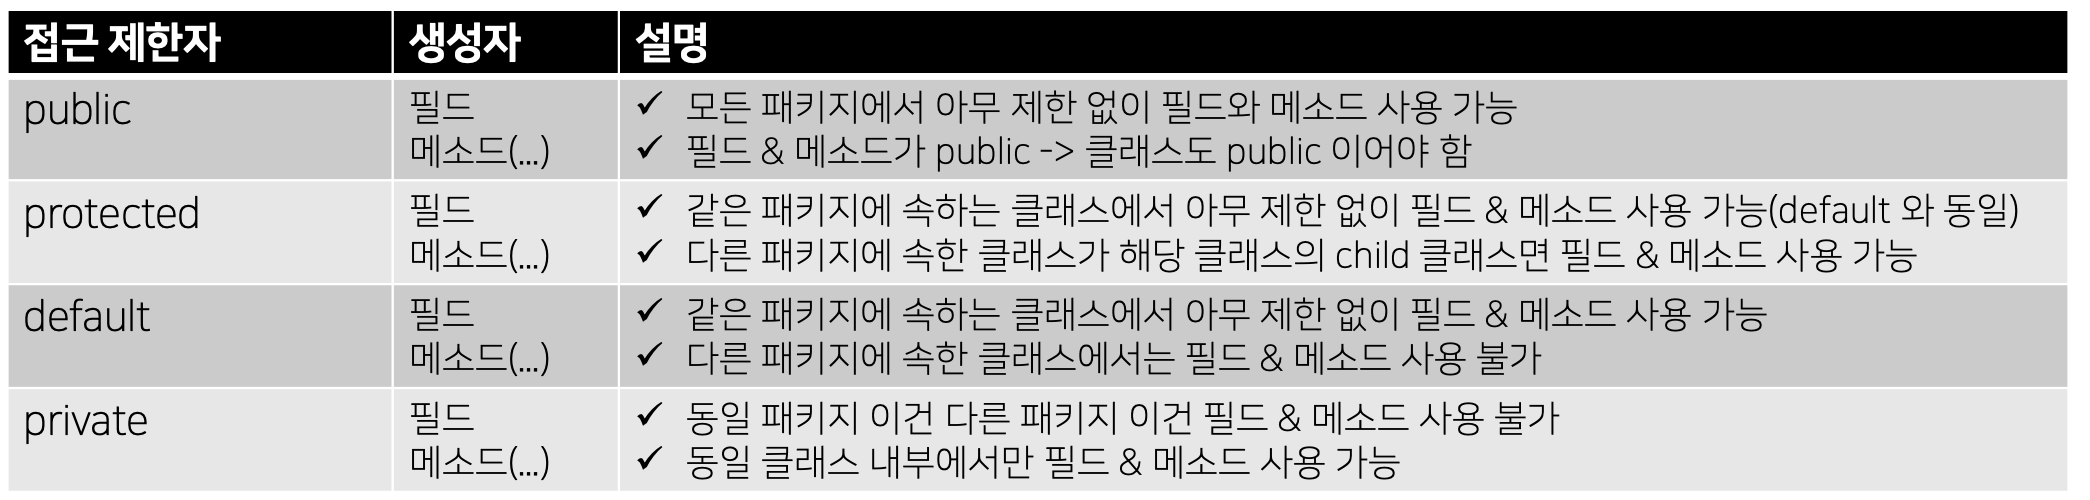 접근 제한자 생성자 설명
public 필드 ✓ 모든 패키지에서 아무 제한 없이 필드와 메소드 사용 가능
메소드(...) ✓ 필드 & 메소드가 public -> 클래스도 public 이어야 함
protected 필드 ✓ 같은 패키지에 속하는 클래스에서 아무 제한 없이 필드 & 메소드 사용 가능(default 와 동일)
메소드(...) ✓ 다른 패키지에 속한 클래스가 해당 클래스의 child 클래스면 필드 & 메소드 사용 가능
default 필드 ✓ 같은 패키지에 속하는 클래스에서 아무 제한 없이 필드 & 메소드 사용 가능
메소드(...) ✓ 다른 패키지에 속한 클래스에서는 필드 & 메소드 사용 불가
private 필드 ✓ 동일 패키지 이건 다른 패키지 이건 필드 & 메소드 사용 불가
메소드(...) ✓ 동일 클래스 내부에서만 필드 & 메소드 사용 가능